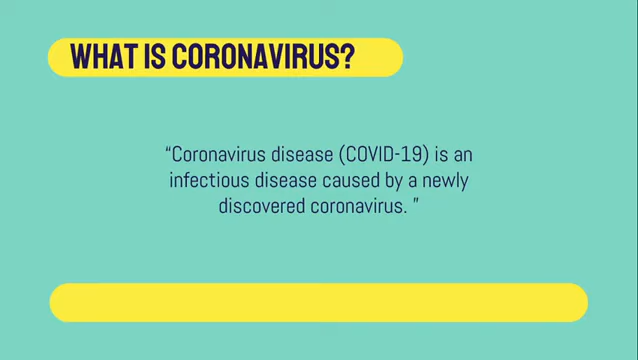 WHAT IS CORONAVIRUS?
“Coronavirus disease (COVID-19) is an
infectious disease caused by a newly
discovered coronavirus. ”